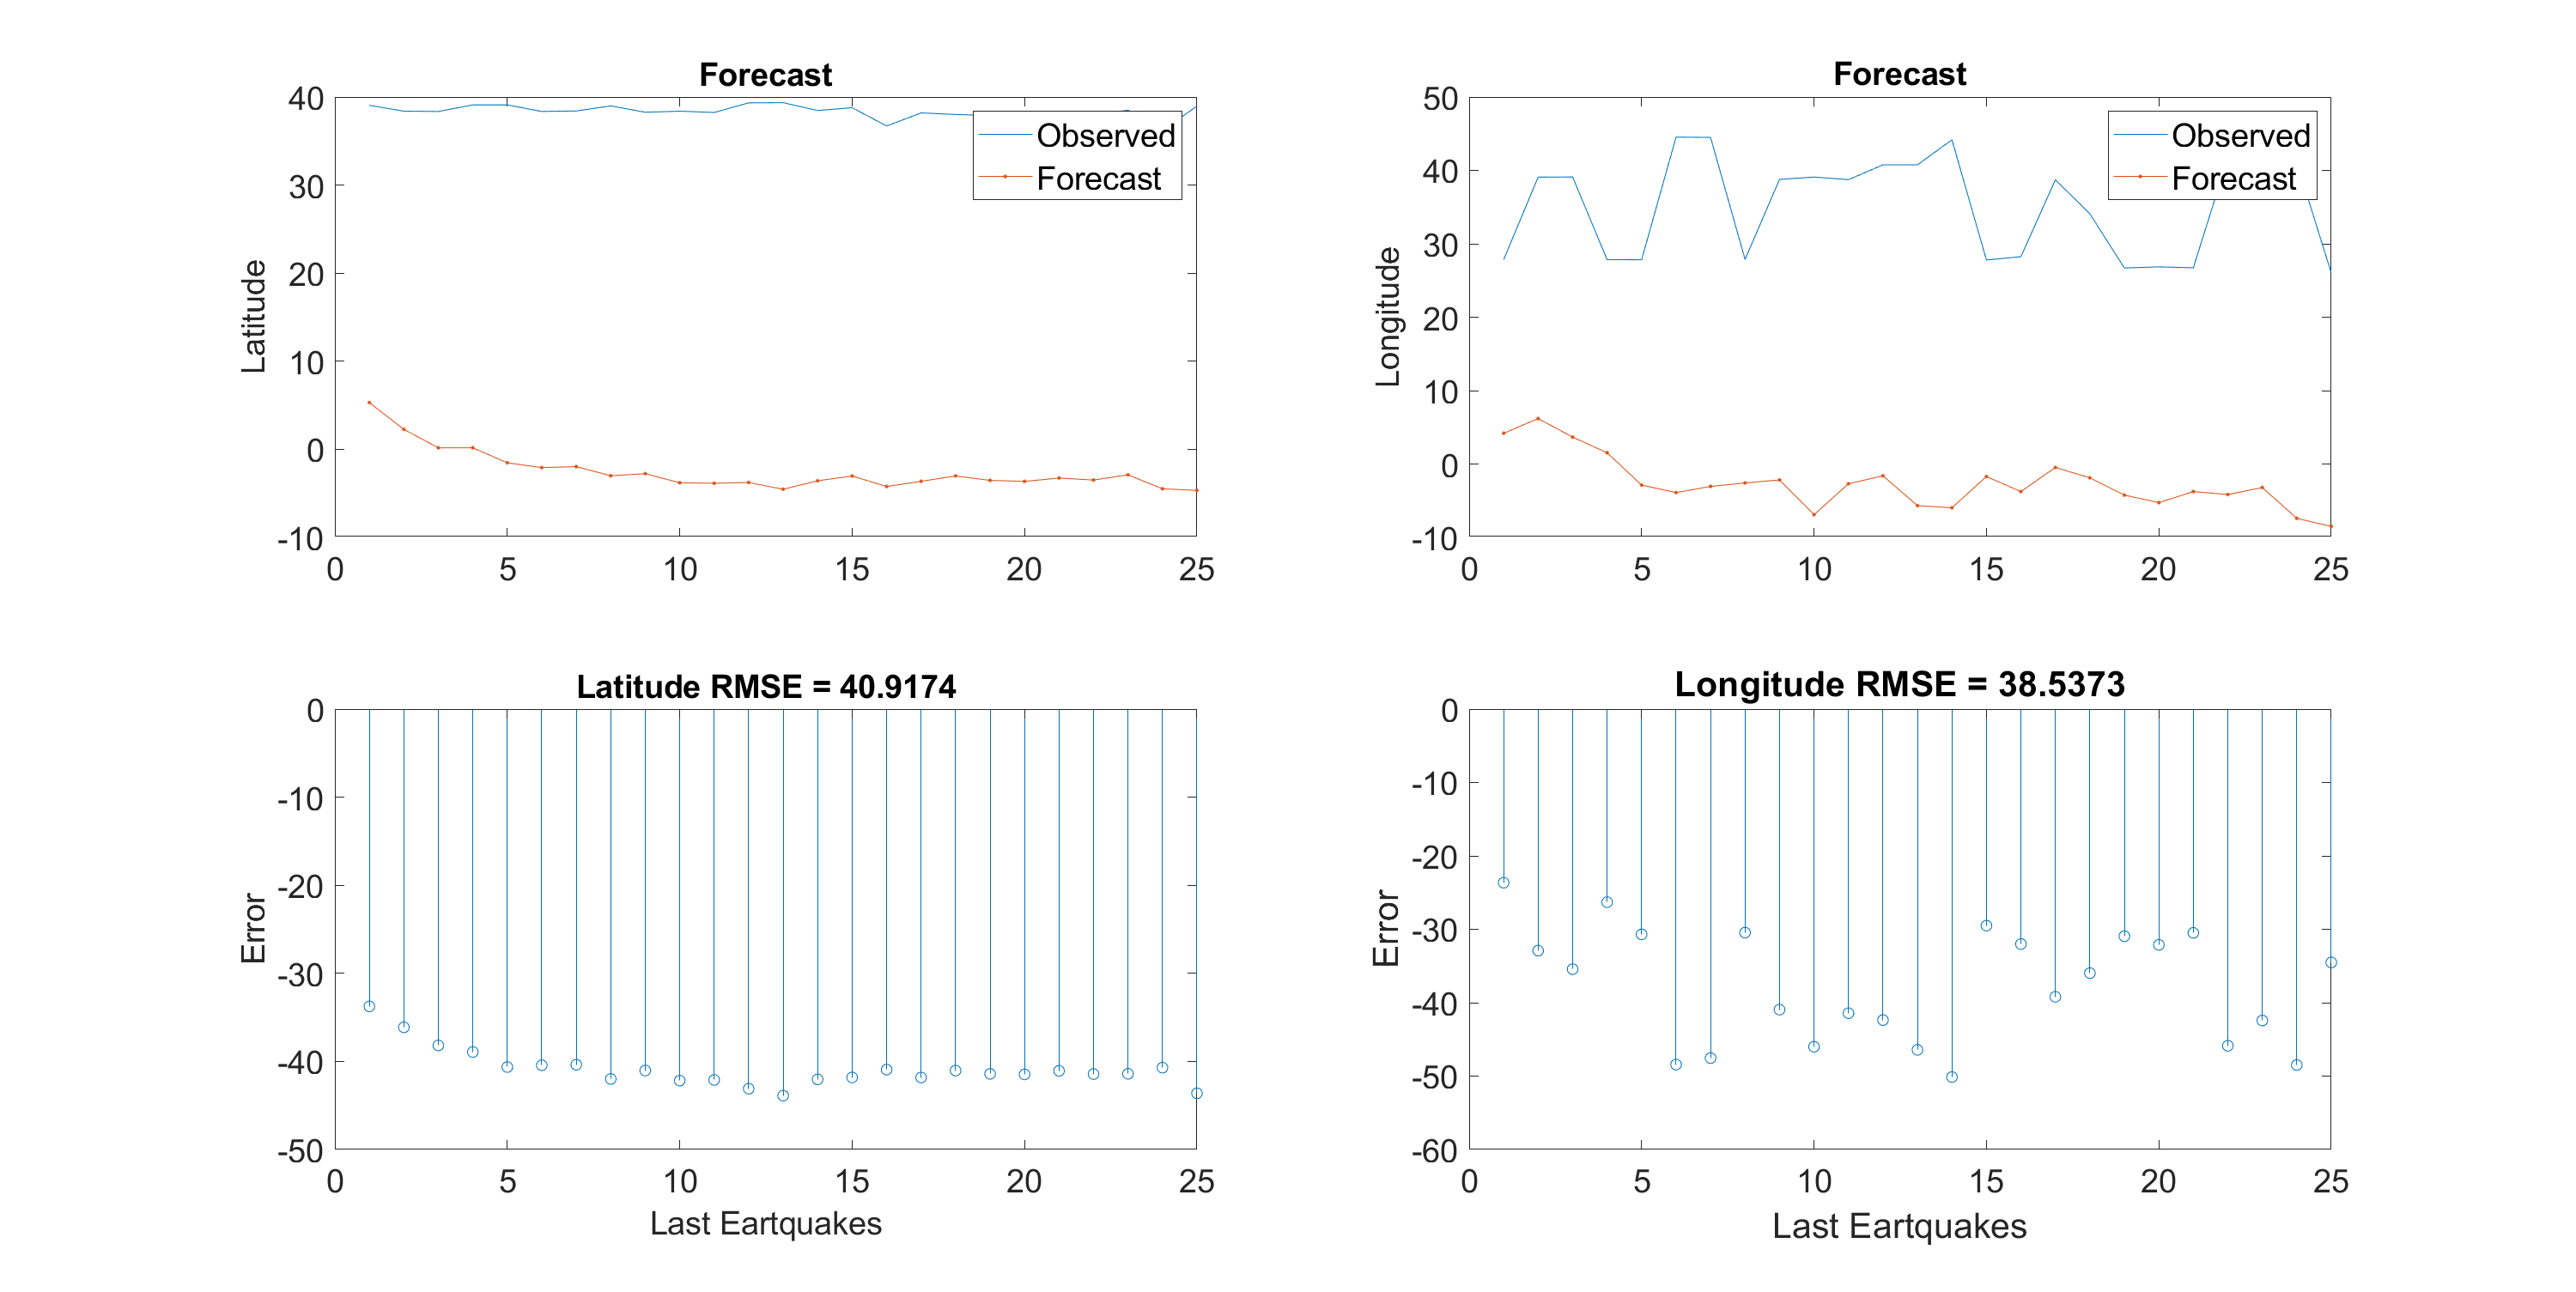 Forecast
40
30
20
10
0
-10
Latitude
0 5 10 15 20 25
Observed
Forecast
Forecast
50
40
30
20
10
0
-10
Longitude
0 5 10 15 20 25
Observed
Forecast
Latitude RMSE = 40.9174
0
-10
-20
-30
-40
-50
Error
0 5 10 15 20 25
Last Eartquakes
Longitude RMSE = 38.5373
0
-10
-20
-30
-40
-50
-60
Error
0 5 10 15 20 25
Last Eartquakes